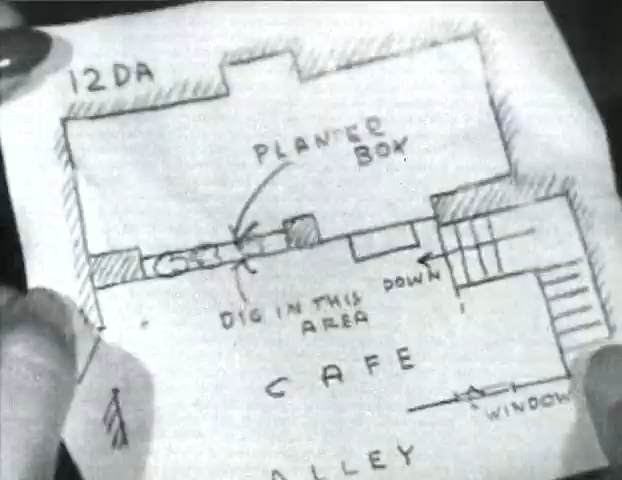 12DA
PLANTER
BOX
DOWN
DIG IN THIS
AREA
CAFE
WINDOW
ALLEY